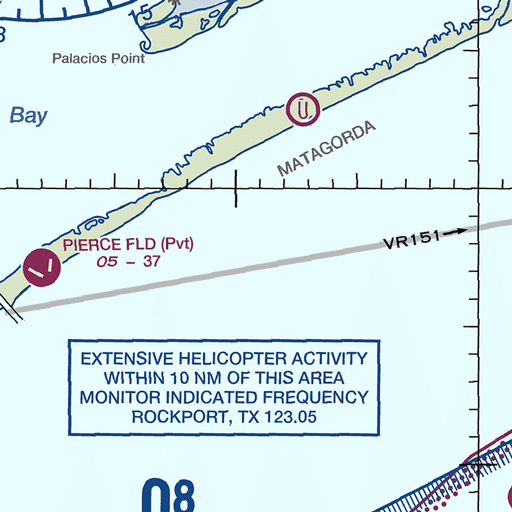 15
Palacios Point
Bay
U
MATAGORDA
VR151
PIERCE FLD (Pvt)
05 – 37
EXTENSIVE HELICOPTER ACTIVITY
WITHIN 10 NM OF THIS AREA
MONITOR INDICATED FREQUENCY
ROCKPORT, TX 123.05
08